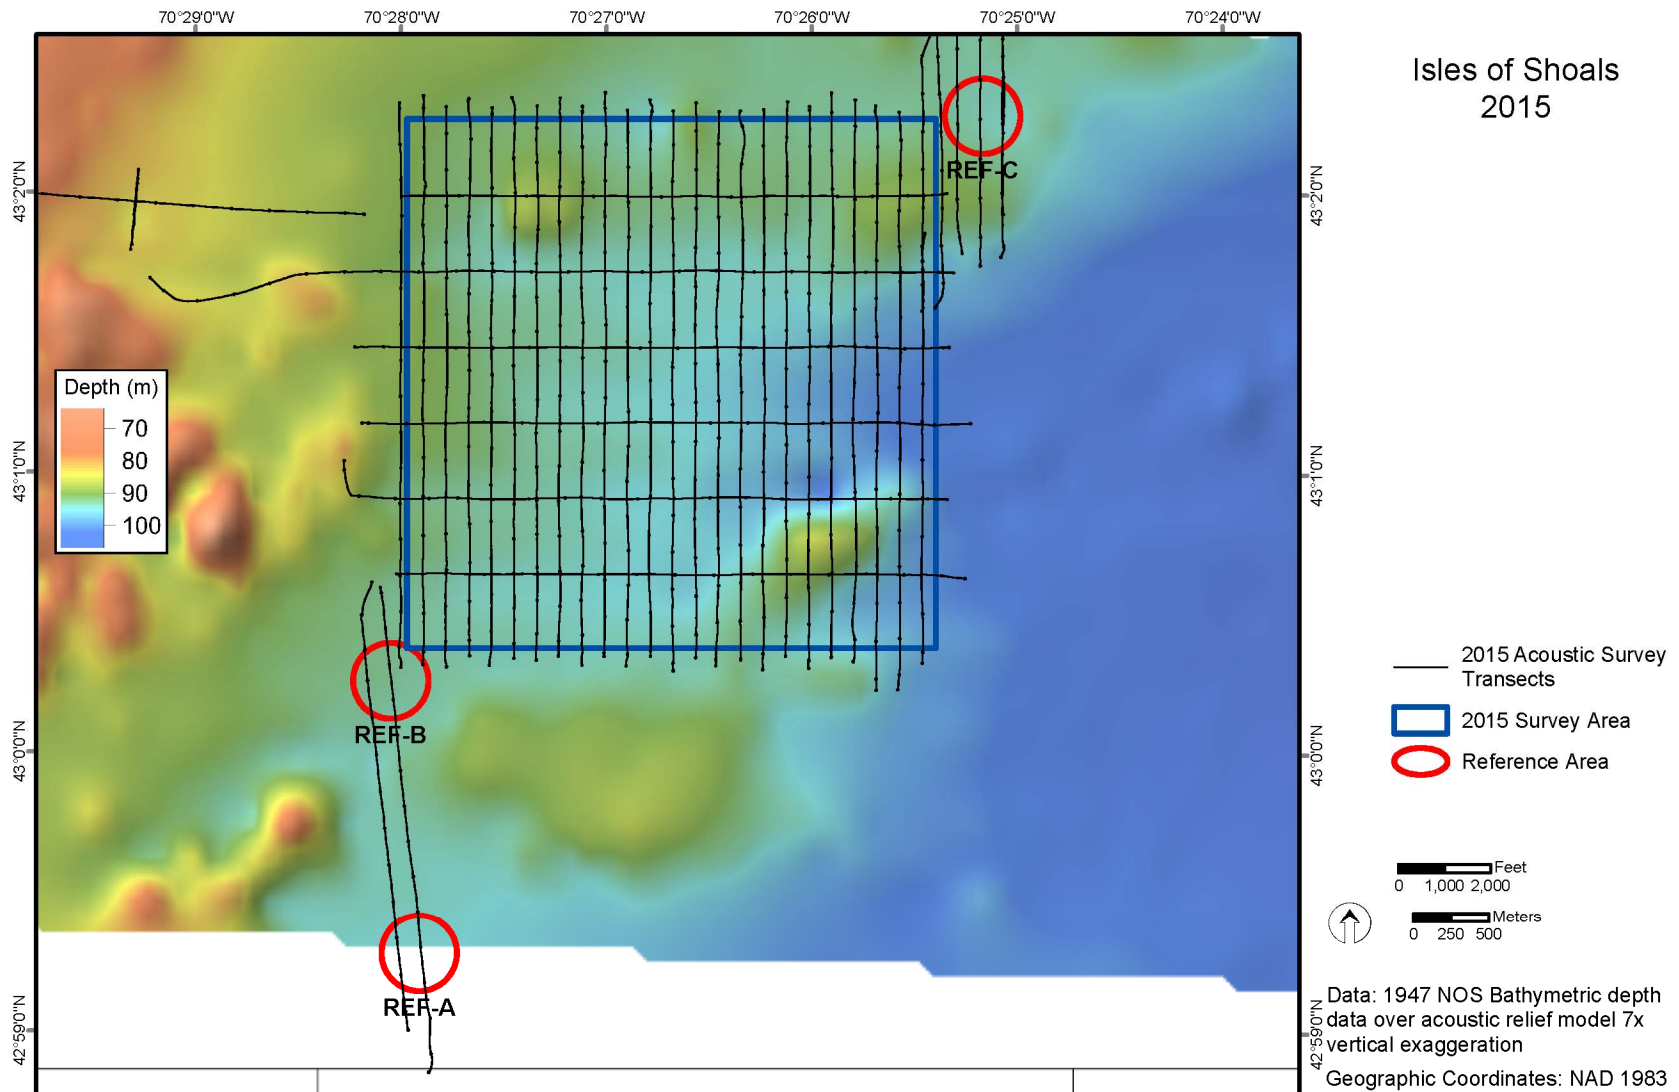 70°29'0"W 70°28'0"W 70°27'0"W 70°26'0"W 70°25'0"W 70°24'0"W
Isles of Shoals
2015
REF-C
43°2'0"N 43°2'0"N
Depth (m)
70
80
90
100
43°1'0"N 43°1'0"N
2015 Acoustic Survey
Transects
2015 Survey Area
Reference Area
REF-B
43°0'0"N 43°0'0"N
Feet
0 1,000 2,000
Meters
0 250 500
REF-A
42°59'0"N 42°59'0"N
Data: 1947 NOS Bathymetric depth
data over acoustic relief model 7x
vertical exaggeration
Geographic Coordinates: NAD 1983